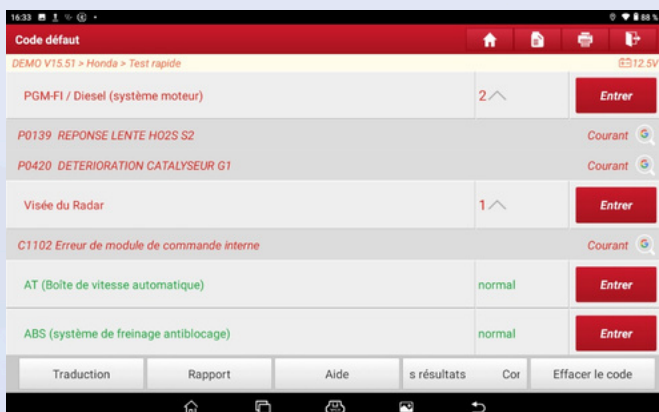 16:33 88 %
Code défaut
DEMO V15.51 > Honda > Test rapide 12.5V
PGM-FI / Diesel (système moteur) 2 Entrer
P0139 REPONSE LENTE HO2S S2 Courant
P0420 DETERIORATION CATALYSEUR G1 Courant
Visée du Radar 1 Entrer
C1102 Erreur de module de commande interne Courant
AT (Boîte de vitesse automatique) normal Entrer
ABS (système de freinage antiblocage) normal Entrer
Traduction Rapport Aide s résultats Cor Effacer le code